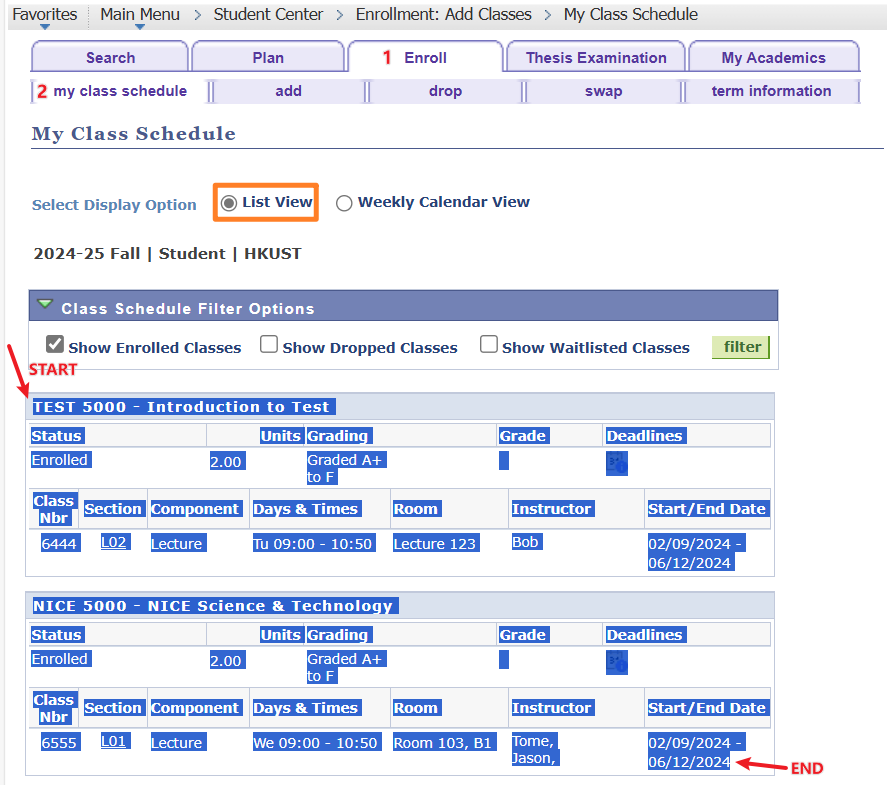 Favorites Main Menu > Student Center > Enrollment: Add Classes > My Class Schedule
Search Plan 1 Enroll Thesis Examination My Academics
2 my class schedule add drop swap term information
My Class Schedule
Select Display Option List View Weekly Calendar View
2024-25 Fall | Student | HKUST
Class Schedule Filter Options
Show Enrolled Classes Show Dropped Classes Show Waitlisted Classes filter
START
TEST 5000 - Introduction to Test
Status Units Grading Grade Deadlines
Enrolled 2.00 Graded A+
to F
Class
Nbr Section Component Days & Times Room Instructor Start/End Date
6444 L02 Lecture Tu 09:00 - 10:50 Lecture 123 Bob 02/09/2024 -
06/12/2024
NICE 5000 - NICE Science & Technology
Status Units Grading Grade Deadlines
Enrolled 2.00 Graded A+
to F
Class
Nbr Section Component Days & Times Room Instructor Start/End Date
6555 L01 Lecture We 09:00 - 10:50 Room 103, B1 Tome, 02/09/2024 -
Jason, 06/12/2024
END